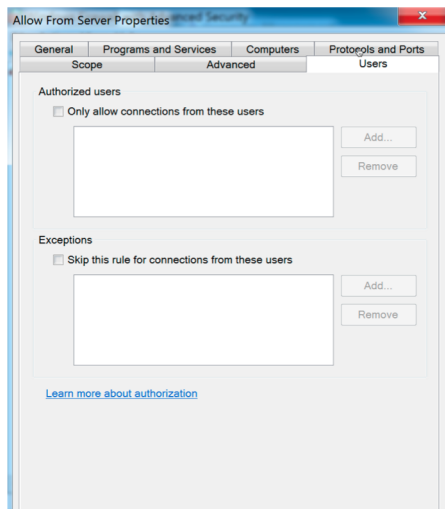 Allow From Server Properties
General Programs and Services Computers Protocols and Ports
Scope Advanced Users
Authorized users
Only allow connections from these users
Add...
Remove
Exceptions
Skip this rule for connections from these users
Add...
Remove
Learn more about authorization